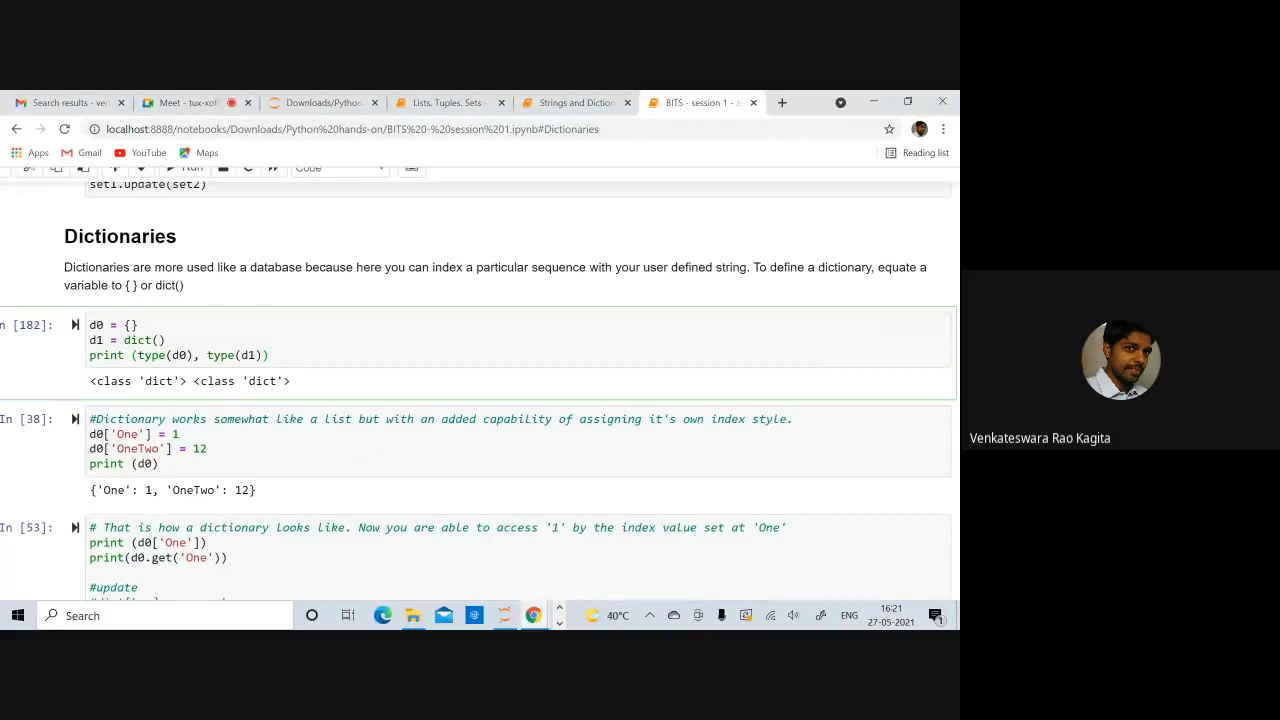 Search results - ve
Meet - tux-xof
Downloads/Python
Lists, Tuples, Sets -
Strings and Diction
BITS - session 1 -
localhost:8888/notebooks/Downloads/Python%20hands-on/BITS%20-%20session%201.ipynb#Dictionaries
Apps Gmail YouTube Maps Reading list
Run Code
set1.update(set2)
Dictionaries
Dictionaries are more used like a database because here you can index a particular sequence with your user defined string. To define a dictionary, equate a
variable to { } or dict()
n [182]:
d0 = {}
d1 = dict()
print (type(d0), type(d1))
<class 'dict'> <class 'dict'>
In [38]:
#Dictionary works somewhat like a list but with an added capability of assigning it's own index style.
d0['One'] = 1
d0['OneTwo'] = 12
print (d0)
{'One': 1, 'OneTwo': 12}
In [53]:
# That is how a dictionary looks like. Now you are able to access '1' by the index value set at 'One'
print (d0['One'])
print(d0.get('One'))
#update
Search
40°C
ENG
16:21
27-05-2021
1
Venkateswara Rao Kagita